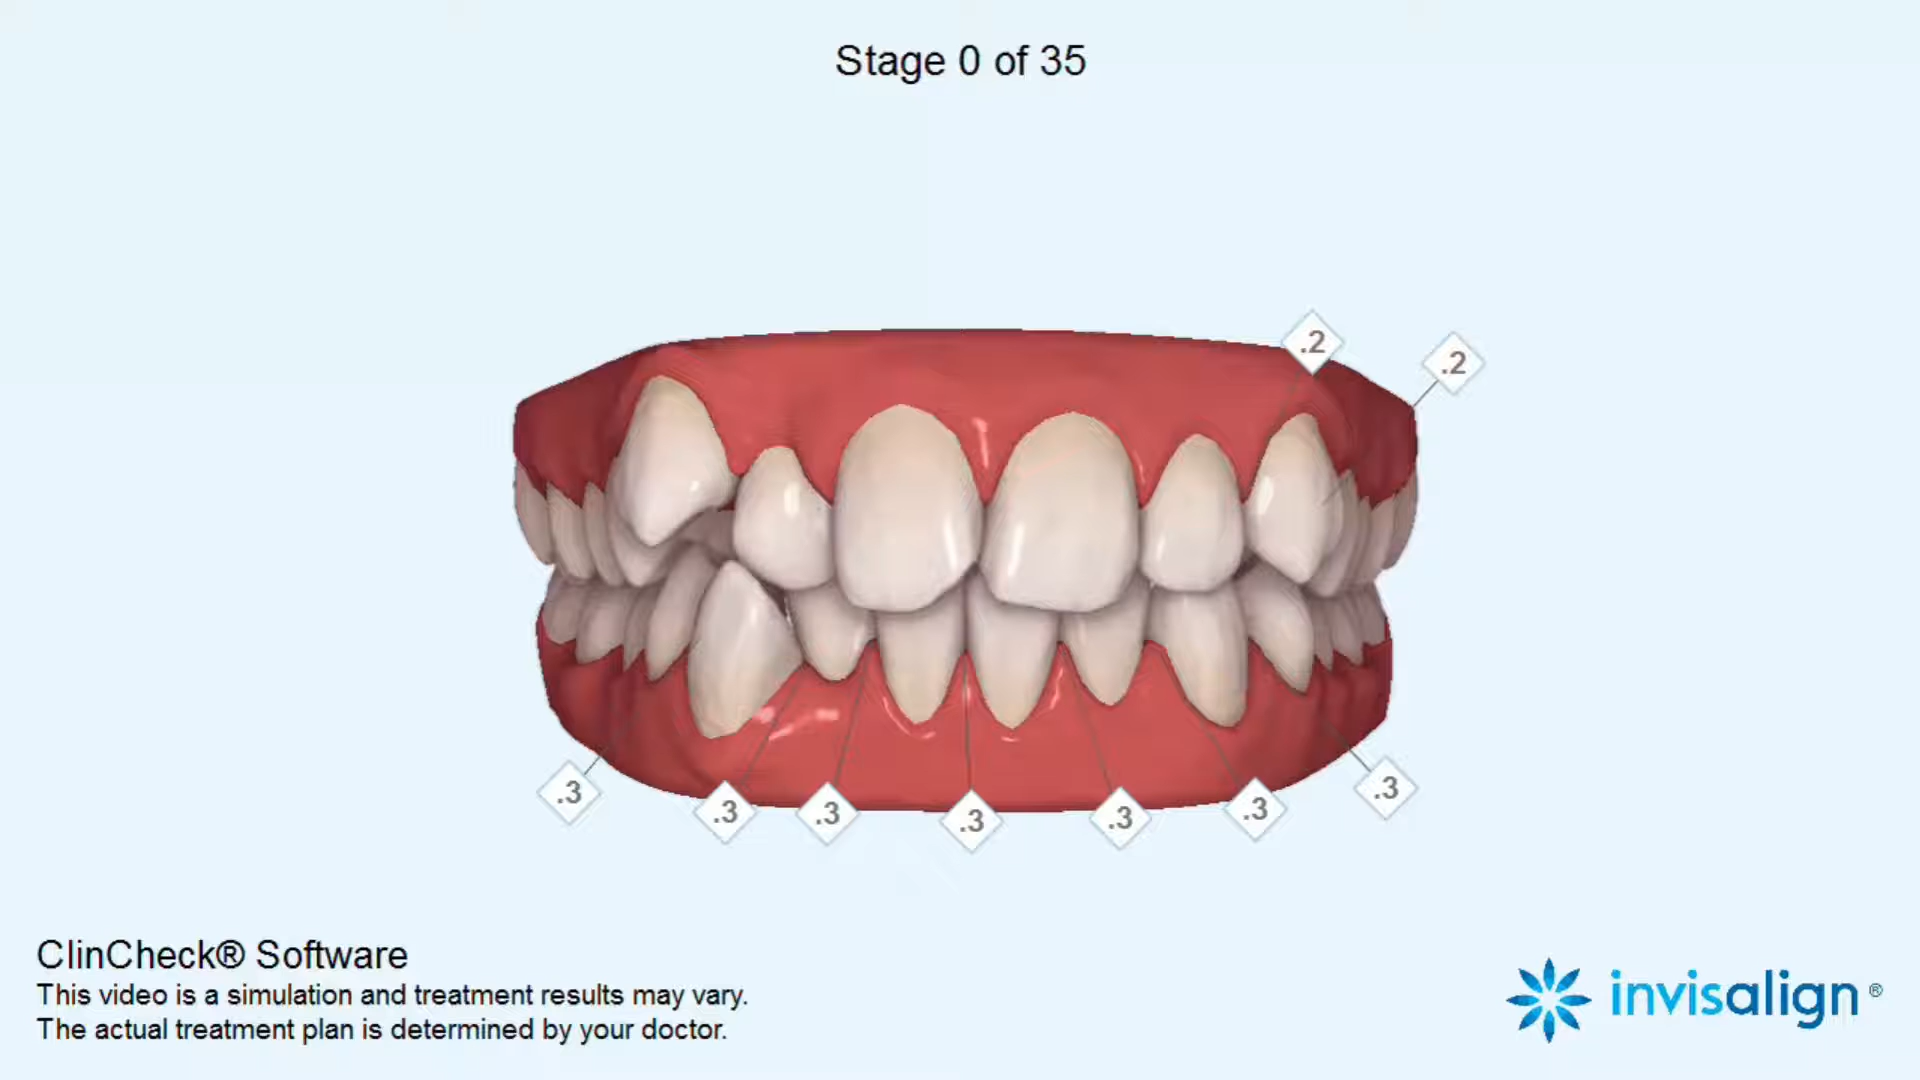 Stage 0 of 35
.2
.2
.3
.3
.3
.3
.3
.3
.3
ClinCheck® Software
This video is a simulation and treatment results may vary.
The actual treatment plan is determined by your doctor.
invisalign ®